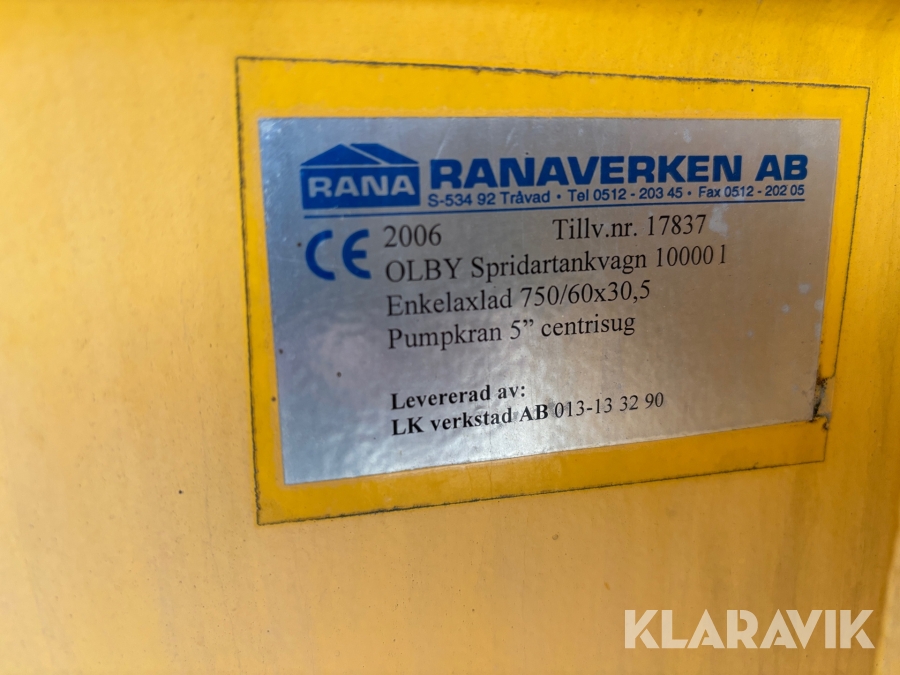 RANA
RANAVERKEN AB
S-534 92 Tråvad • Tel 0512 - 203 45 • Fax 0512 - 202 05
CE 2006 Tillv.nr. 17837
OLBY Spridartankvagn 10000 l
Enkelaxlad 750/60x30,5
Pumpkran 5” centrisug
Levererad av:
LK verkstad AB 013-13 32 90
KLARAVIK